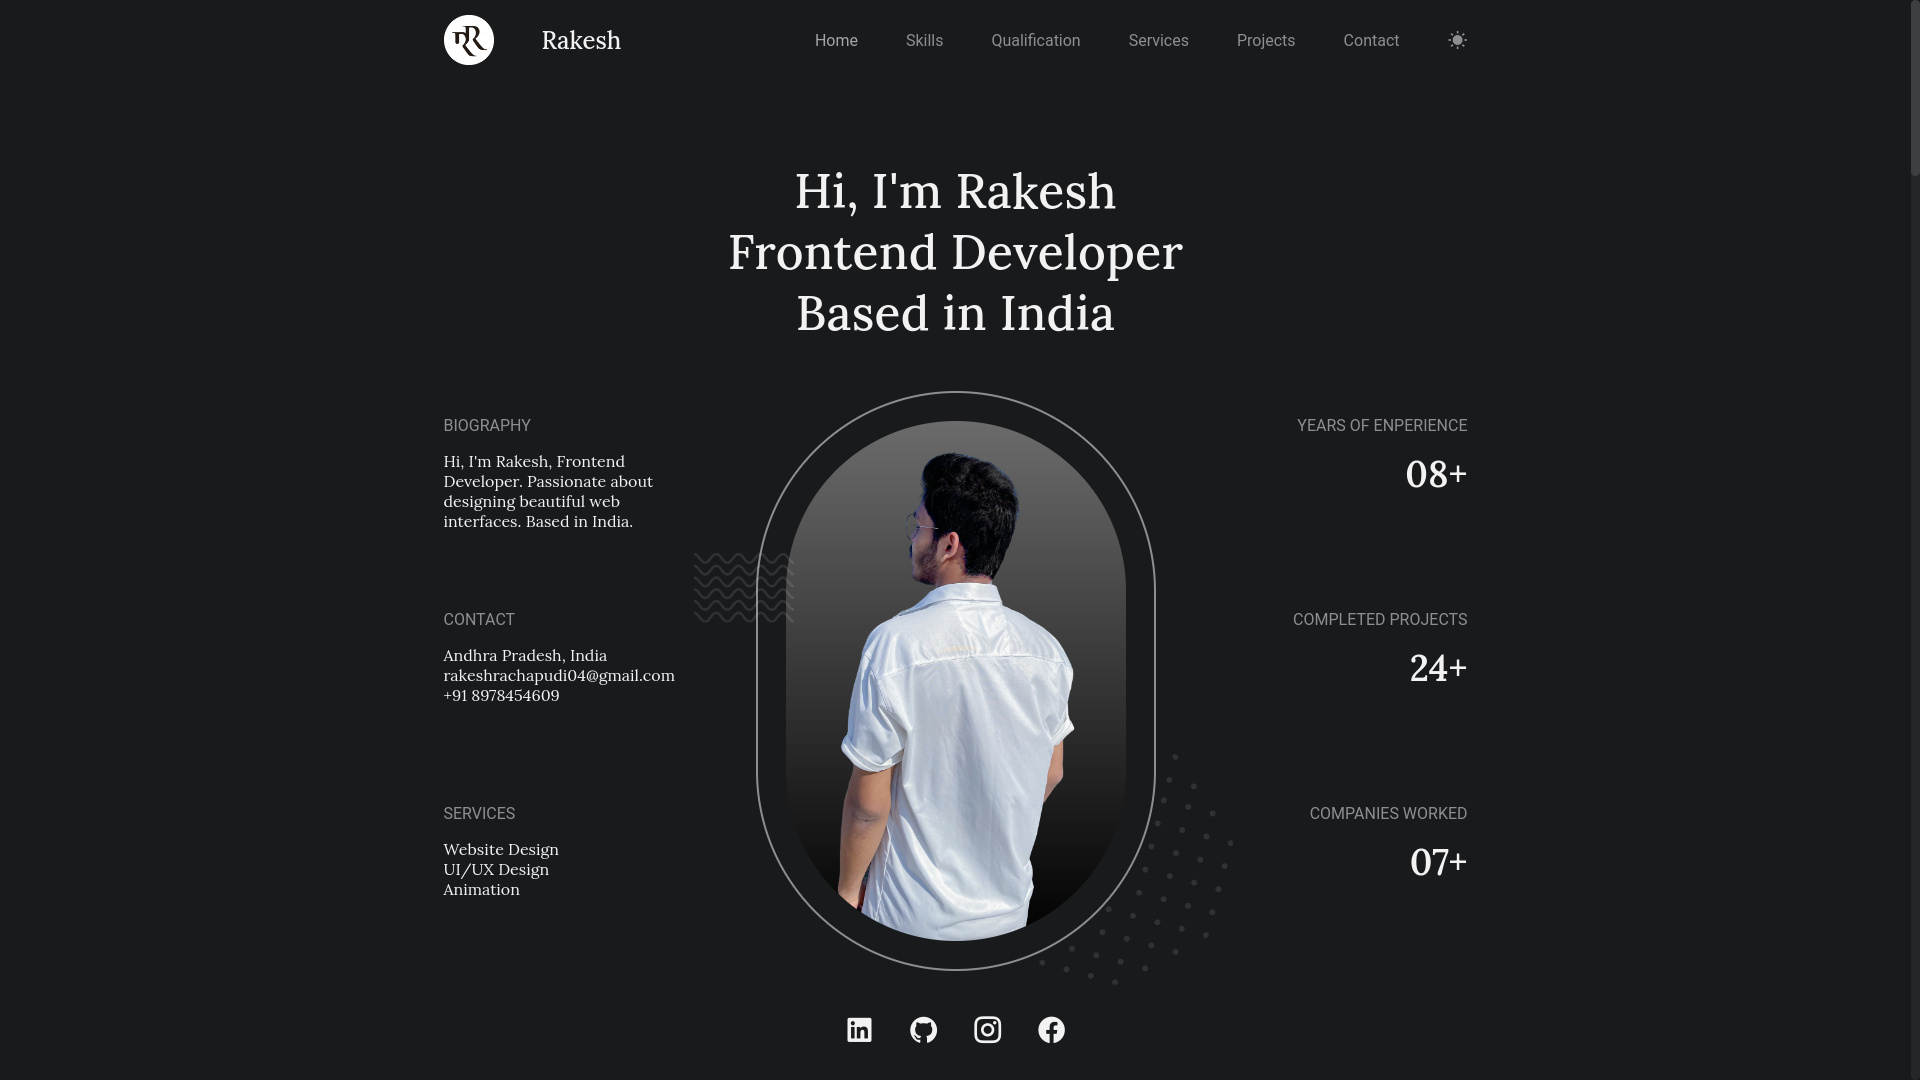 Rakesh
Home
Skills
Qualification
Services
Projects
Contact
Hi, I'm Rakesh
Frontend Developer
Based in India
BIOGRAPHY
Hi, I'm Rakesh, Frontend
Developer. Passionate about
designing beautiful web
interfaces. Based in India.
CONTACT
Andhra Pradesh, India
rakeshrachapudi04@gmail.com
+91 8978454609
SERVICES
Website Design
UI/UX Design
Animation
YEARS OF ENPERIENCE
08+
COMPLETED PROJECTS
24+
COMPANIES WORKED
07+